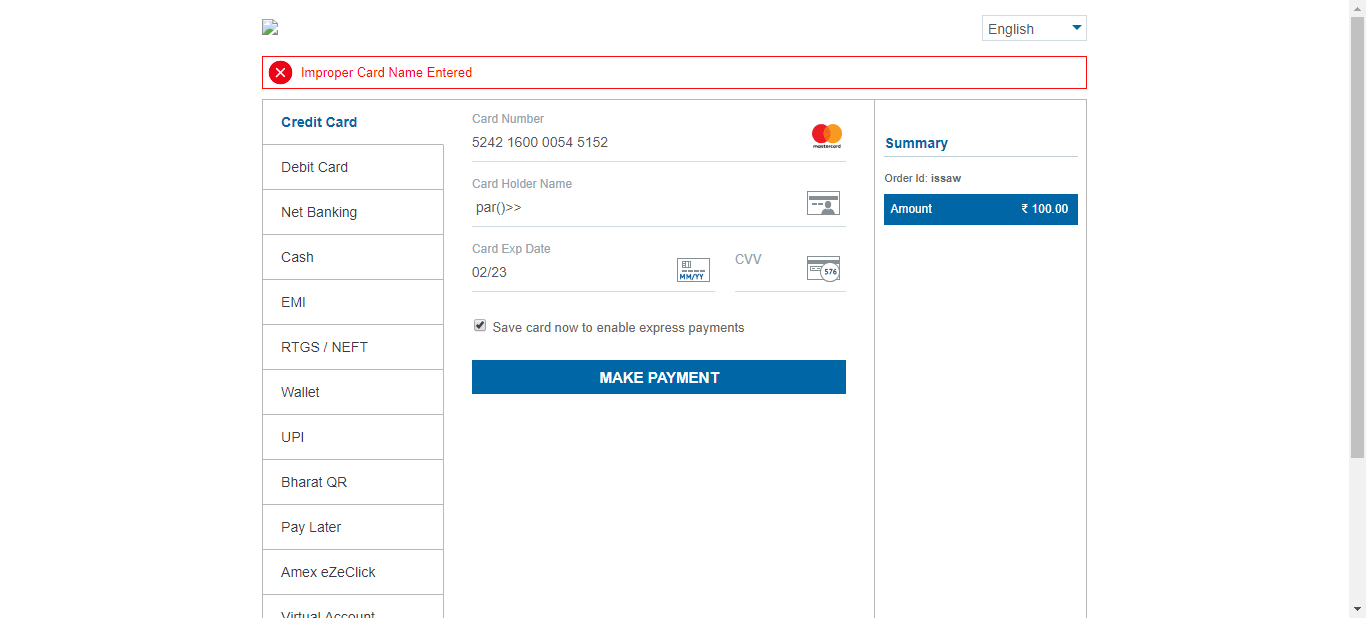 English
Improper Card Name Entered
Credit Card
Debit Card
Net Banking
Cash
EMI
RTGS / NEFT
Wallet
UPI
Bharat QR
Pay Later
Amex eZeClick
Virtual Account
Card Number
5242 1600 0054 5152
mastercard
Card Holder Name
par()>>
Card Exp Date
02/23
MM/YY
CVV
576
Save card now to enable express payments
MAKE PAYMENT
Summary
Order Id: issaw
Amount ₹ 100.00